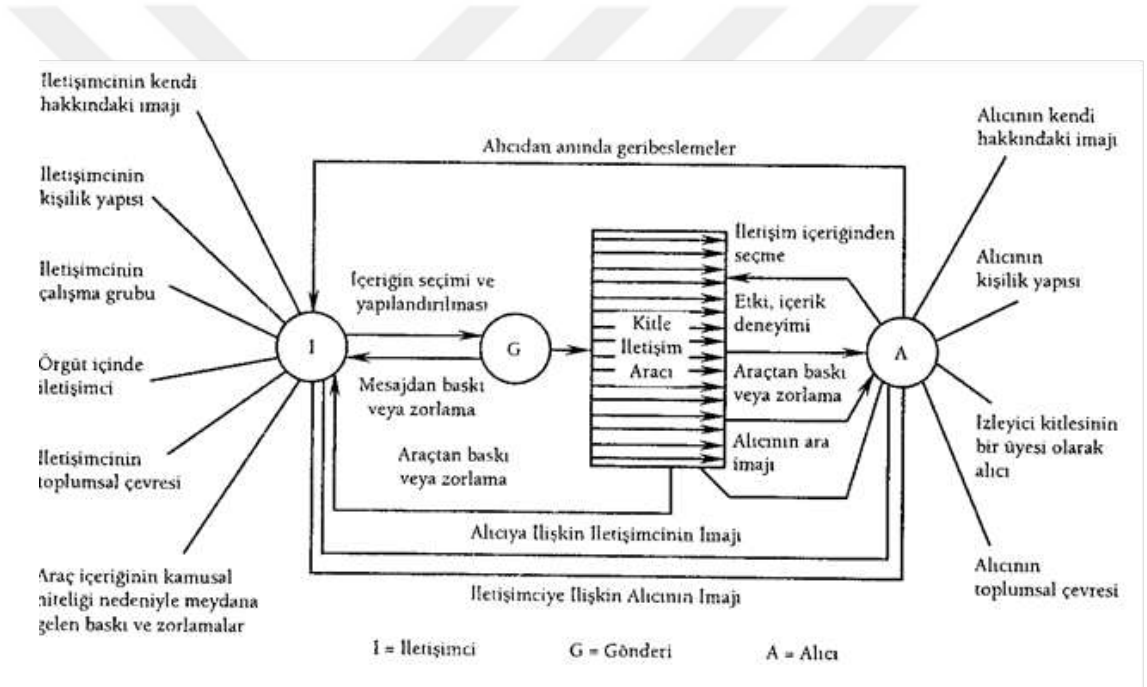 İletişimcinin kendi
hakkındaki imajı
İletişimcinin
kişilik yapısı
İletişimcinin
çalışma grubu
Örgüt içinde
iletişimci
İletişimcinin
toplumsal çevresi
Araç içeriğinin kamusal
niteliği nedeniyle meydana
gelen baskı ve zorlamalar
Alıcıdan anında geribeslemeler
İçeriğin seçimi ve
yapılandırılması
I
G
Mesajdan baskı
veya zorlama
Araçtan baskı
veya zorlama
Kitle
İletişim
Aracı
İletişim içeriğinden
seçme
Etki, içerik
deneyimi
Araçtan baskı
veya zorlama
Alıcının ara
imajı
A
Alıcıya İlişkin İletişimcinin İmajı
İletişimciye İlişkin Alıcının İmajı
Alıcının kendi
hakkındaki imajı
Alıcının
kişilik yapısı
İzleyici kitlesinin
bir üyesi olarak
alıcı
Alıcının
toplumsal çevresi
I = İletişimci
G = Gönderi
A = Alıcı